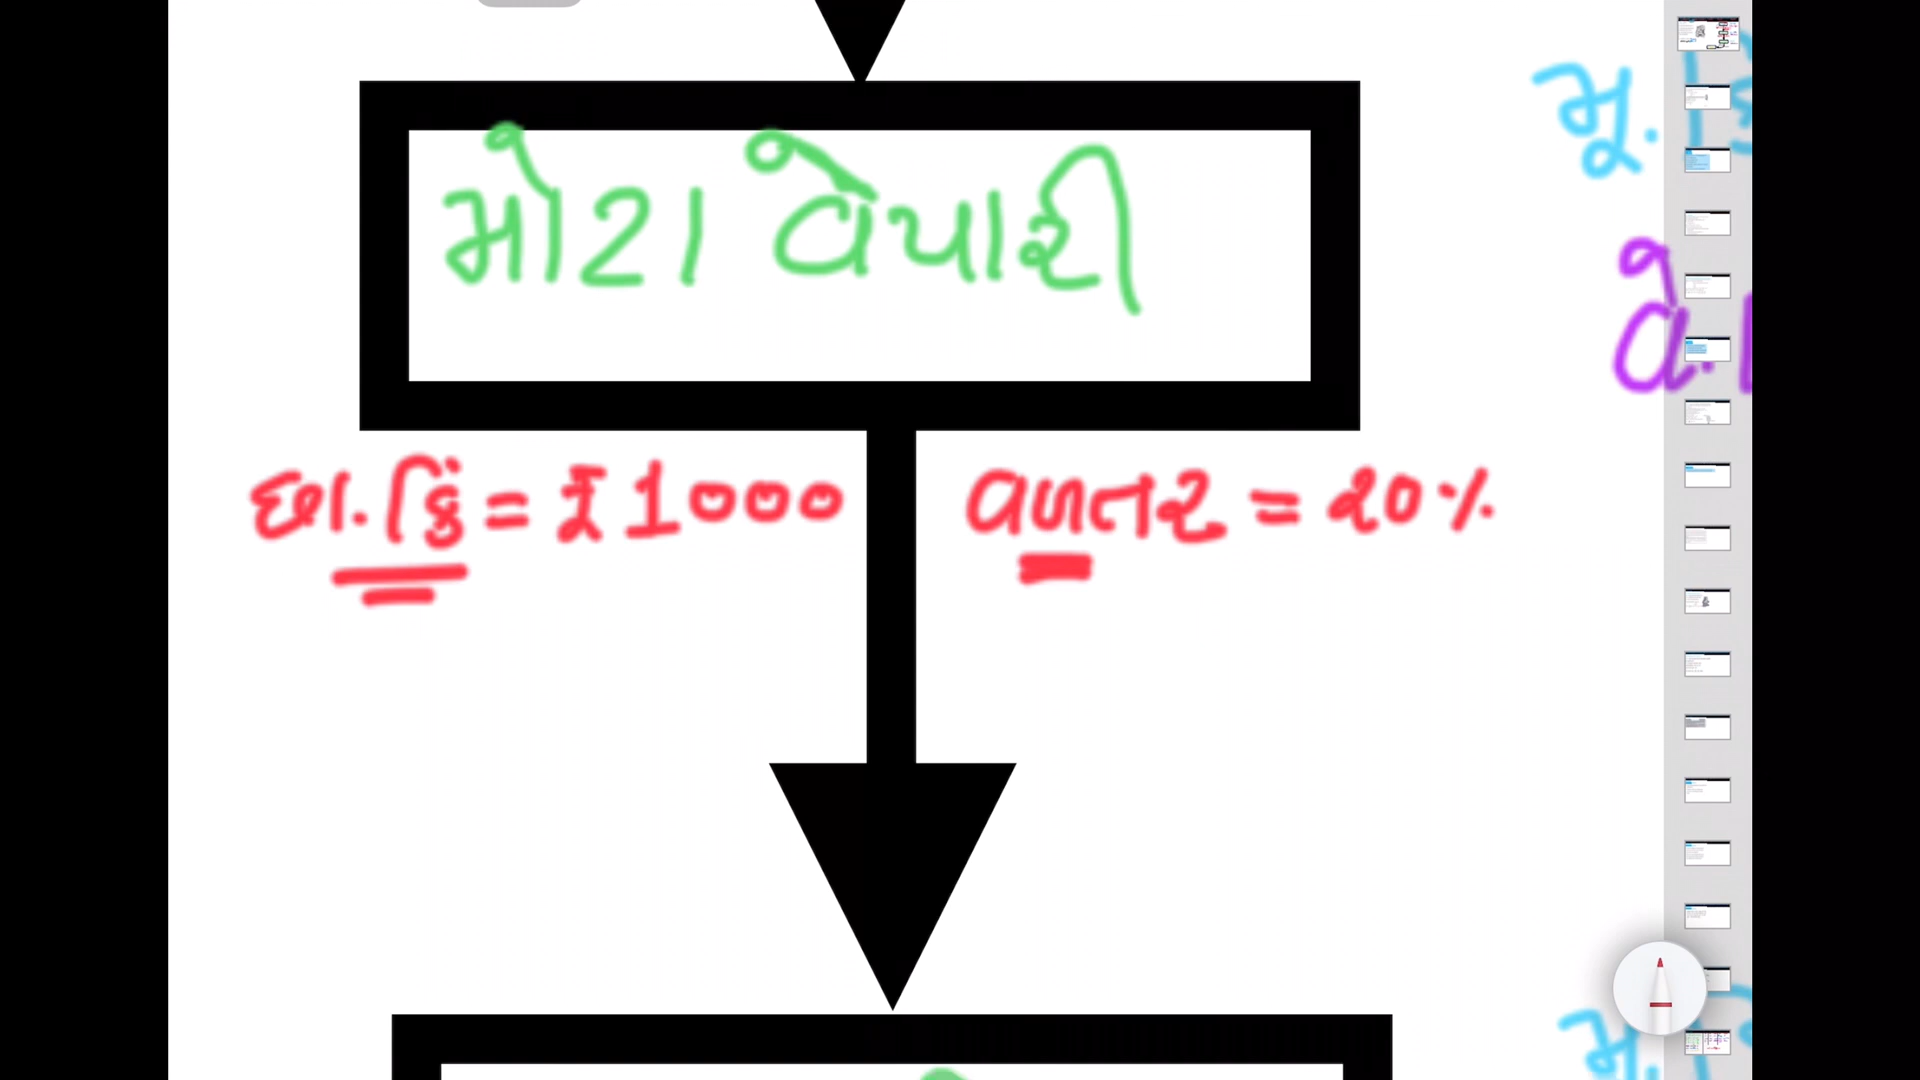 મોટા વેપારી
છા.કિં = ₹ 1000
વળતર = 20%
મૂ.
વે.